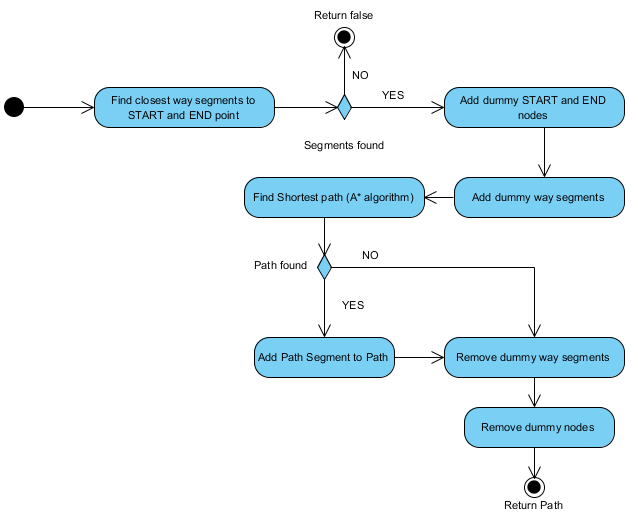 Return false
NO
Find closest way segments to
START and END point
YES
Add dummy START and END
nodes
Segments found
Find Shortest path (A* algorithm)
Add dummy way segments
Path found
NO
YES
Add Path Segment to Path
Remove dummy way segments
Remove dummy nodes
Return Path